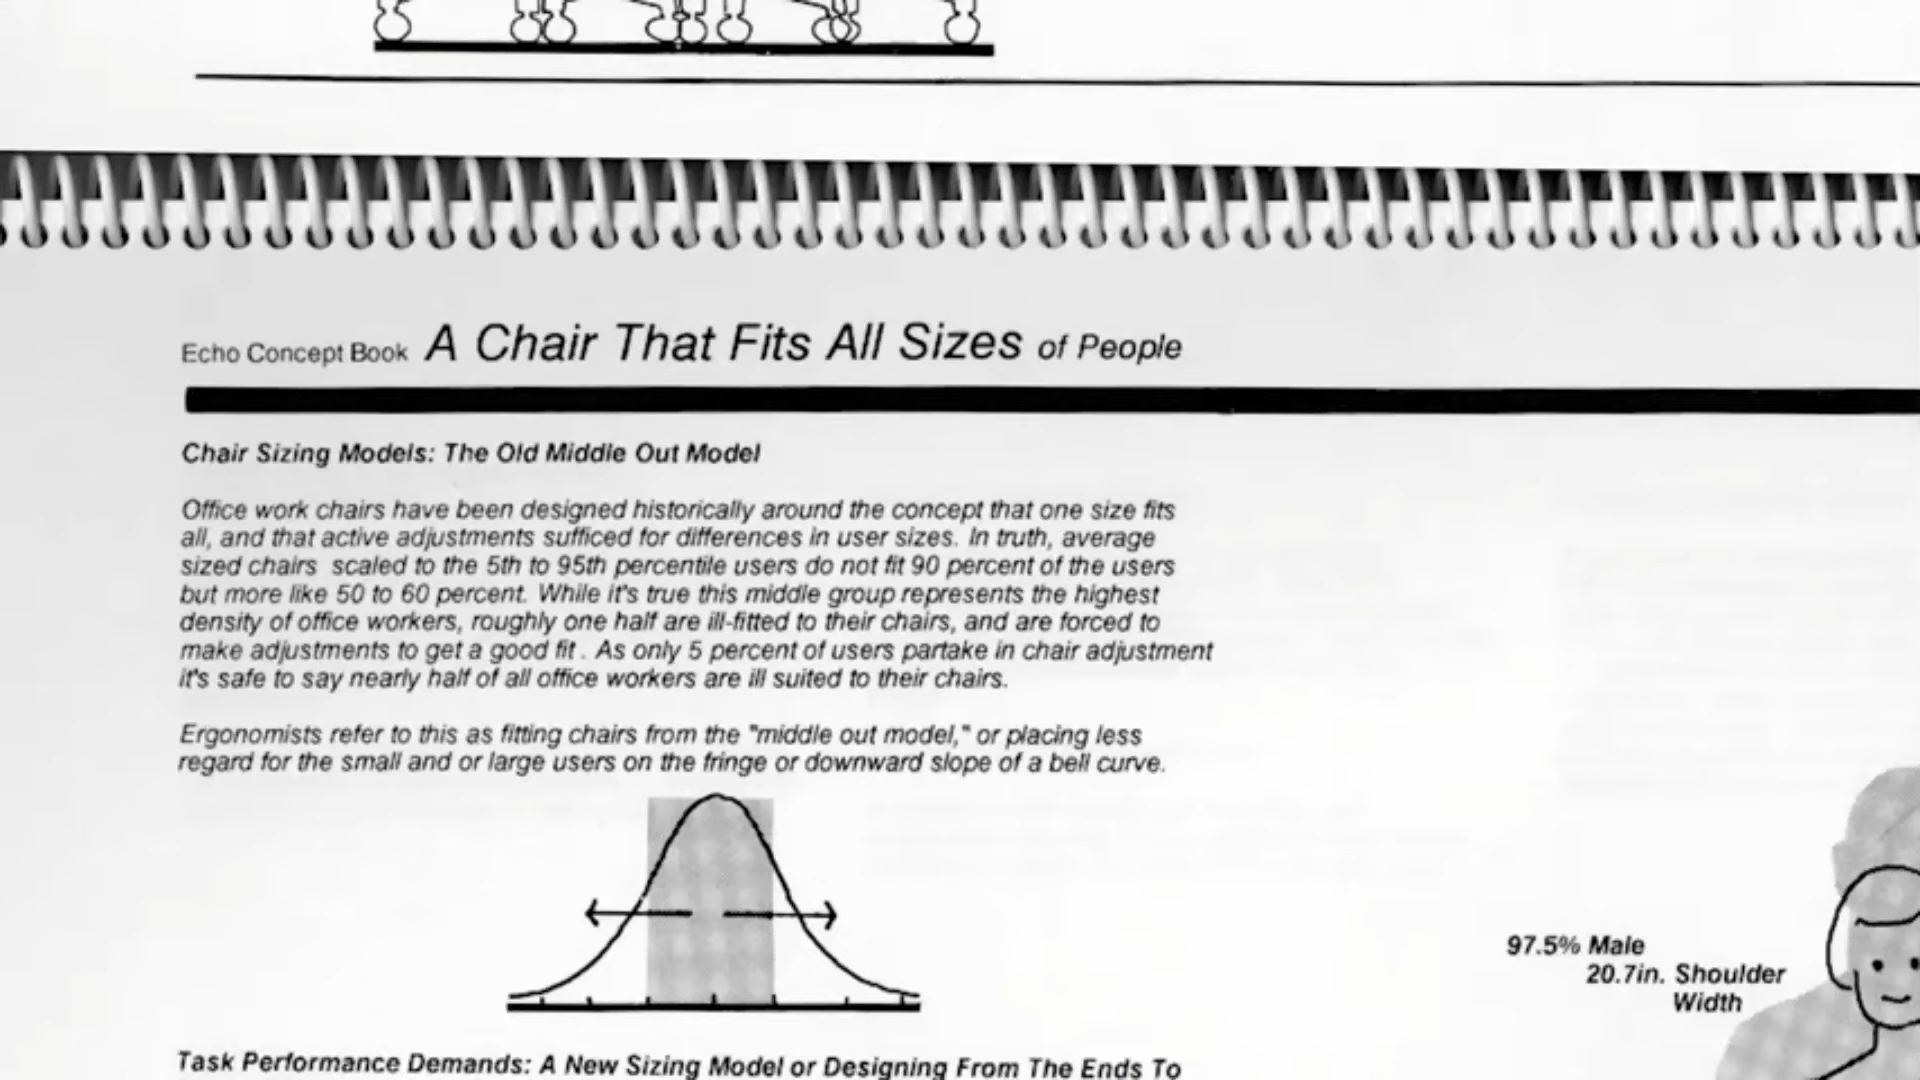 Echo Concept Book A Chair That Fits All Sizes of People
Chair Sizing Models: The Old Middle Out Model
Office work chairs have been designed historically around the concept that one size fits
all, and that active adjustments sufficed for differences in user sizes. In truth, average
sized chairs scaled to the 5th to 95th percentile users do not fit 90 percent of the users
but more like 50 to 60 percent. While it's true this middle group represents the highest
density of office workers, roughly one half are ill-fitted to their chairs, and are forced to
make adjustments to get a good fit . As only 5 percent of users partake in chair adjustment
it's safe to say nearly half of all office workers are ill suited to their chairs.
Ergonomists refer to this as fitting chairs from the "middle out model," or placing less
regard for the small and or large users on the fringe or downward slope of a bell curve.
97.5% Male
20.7in. Shoulder
Width
Task Performance Demands: A New Sizing Model or Designing From The Ends To